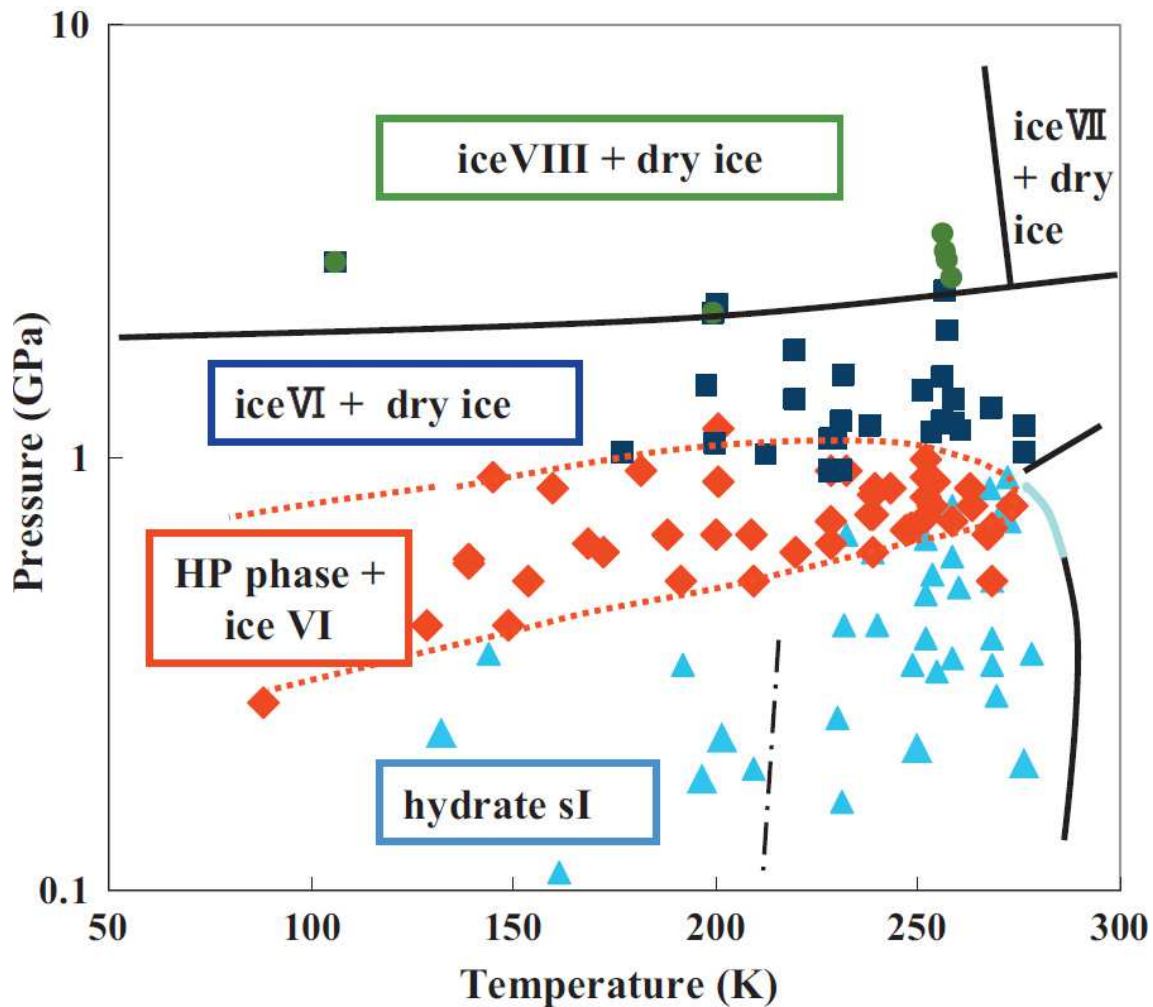 10
iceⅦ
+ dry
ice
iceVIII + dry ice
Pressure (GPa)
iceⅥ + dry ice
1
HP phase +
ice VI
hydrate sI
0.1
50
100
150
200
250
300
Temperature (K)